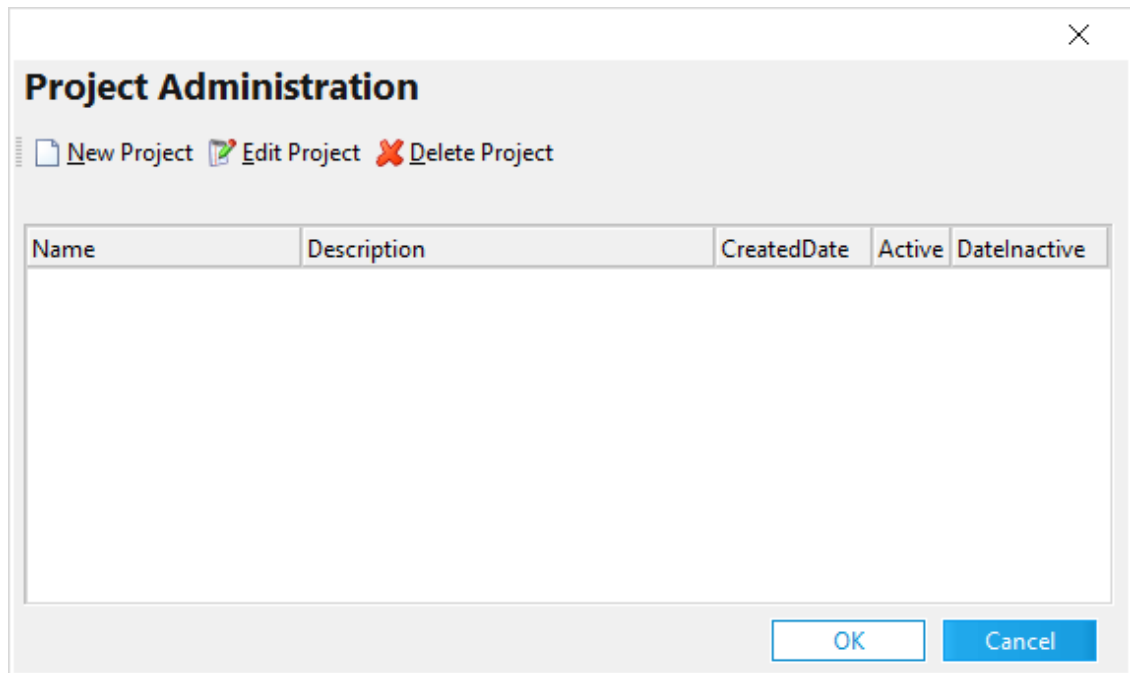 Project Administration
New Project Edit Project Delete Project
Name Description CreatedDate Active DateInactive
OK Cancel